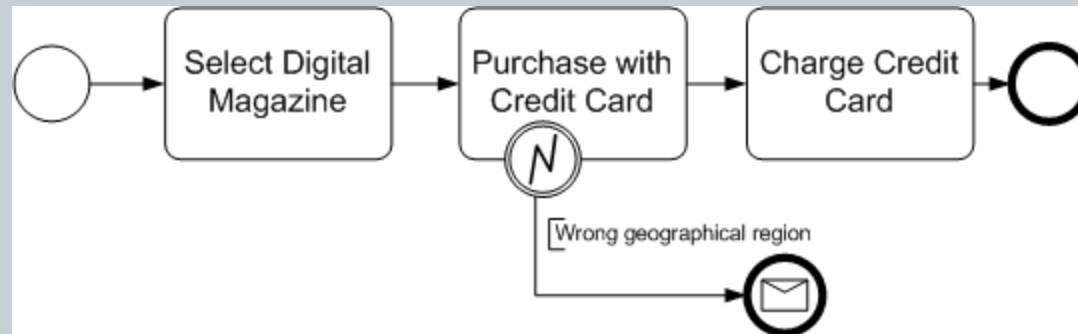 Select Digital
Magazine
Purchase with
Credit Card
Charge Credit
Card
Wrong geographical region